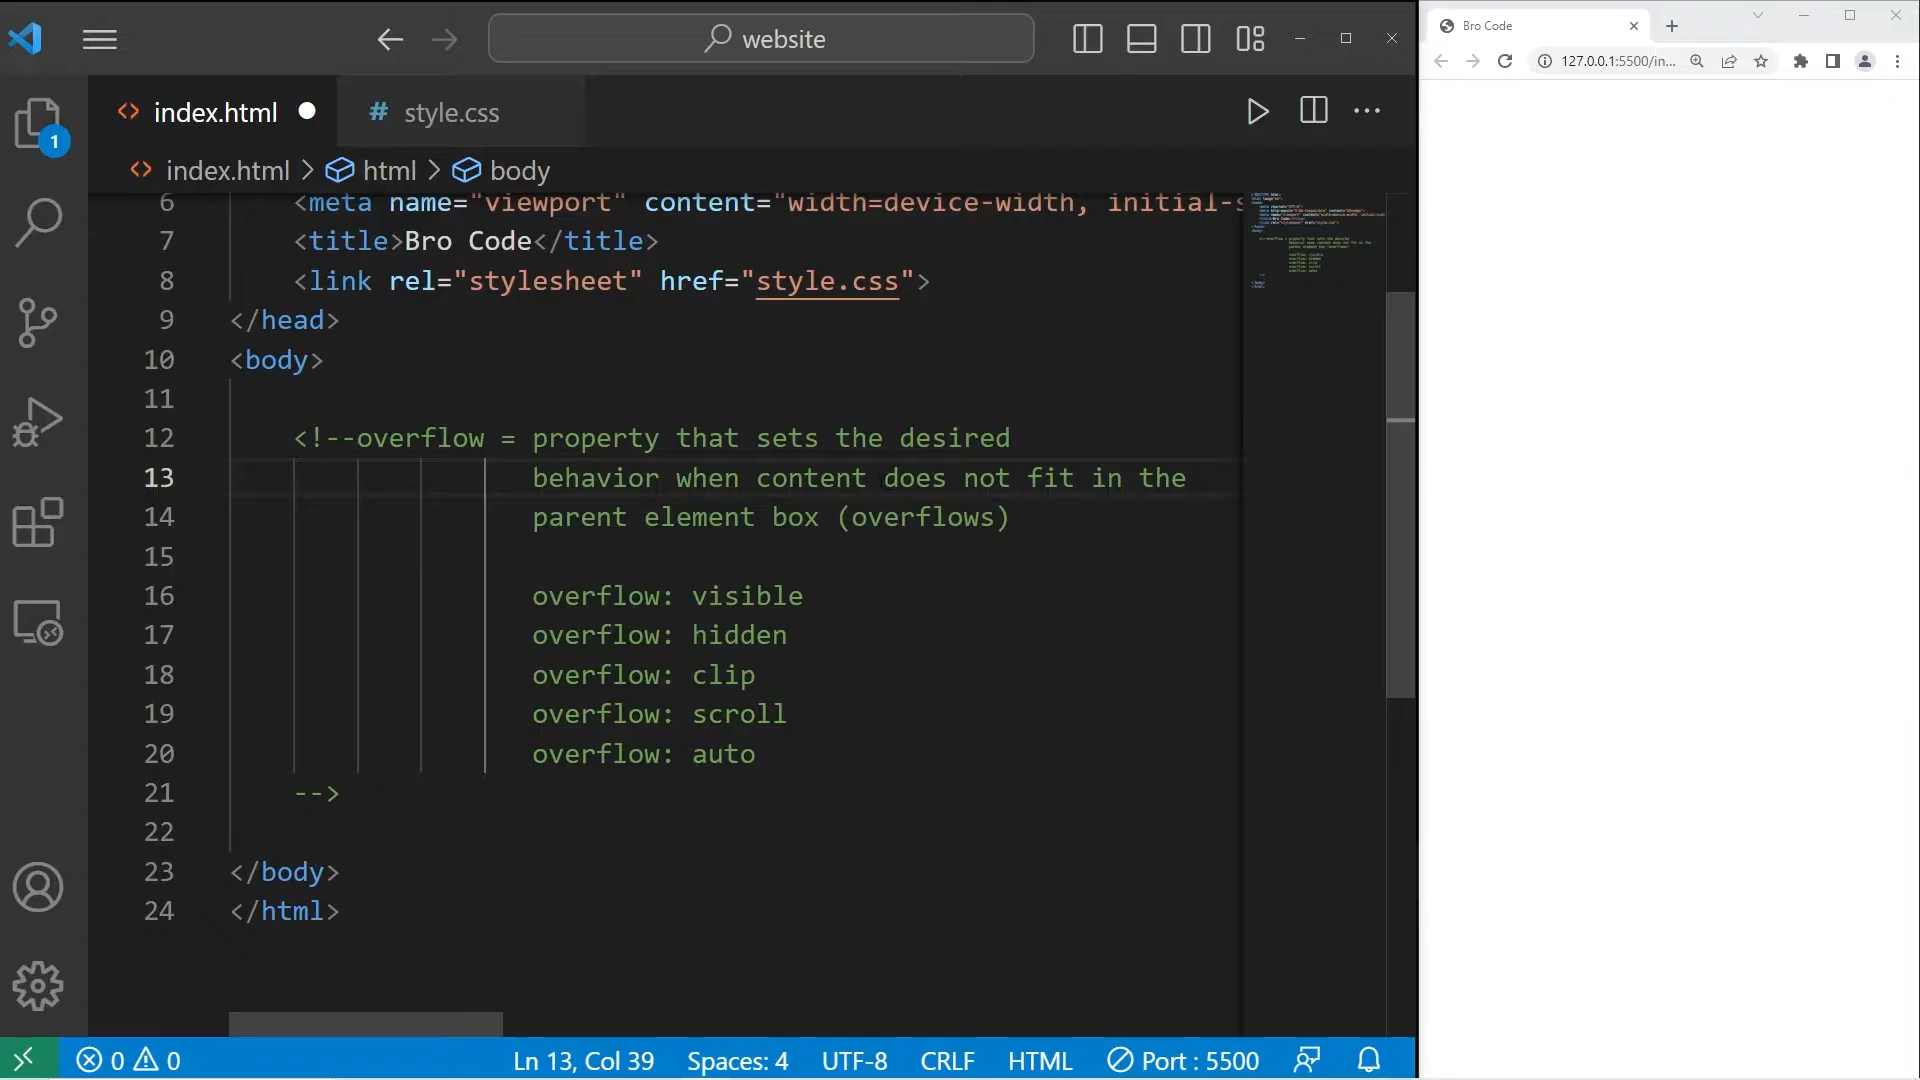 website
Bro Code
127.0.0.1:5500/in...
index.html
# style.css
index.html > html > body
1
6 <meta name="viewport" content="width=device-width, initial-s
7 <title>Bro Code</title>
8 <link rel="stylesheet" href="style.css">
9 </head>
10 <body>
11
12 <!--overflow = property that sets the desired
13 behavior when content does not fit in the
14 parent element box (overflows)
15
16 overflow: visible
17 overflow: hidden
18 overflow: clip
19 overflow: scroll
20 overflow: auto
21 -->
22
23 </body>
24 </html>
0 0 Ln 13, Col 39 Spaces: 4 UTF-8 CRLF HTML Port : 5500